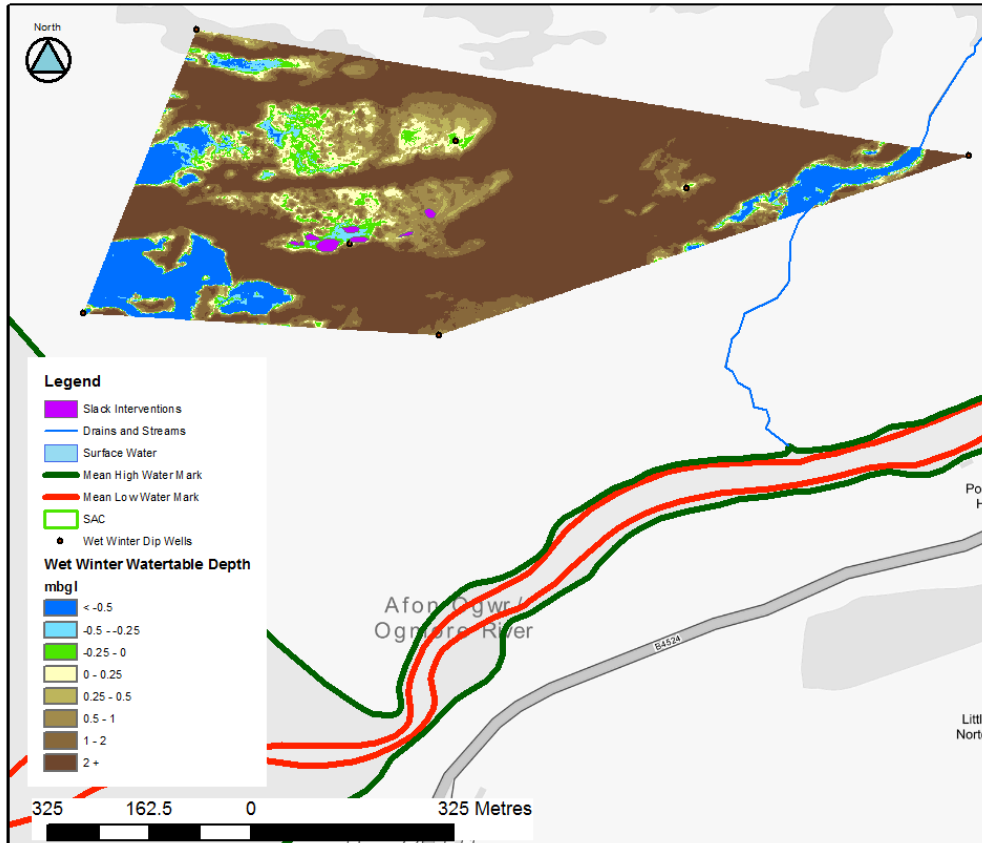 North
Legend
Slack Interventions
Drains and Streams
Surface Water
Mean High Water Mark
Mean Low Water Mark
SAC
Wet Winter Dip Wells
Wet Winter Watertable Depth
mbgl
< -0.5
-0.5 - -0.25
-0.25 - 0
0 - 0.25
0.25 - 0.5
0.5 - 1
1 - 2
2 +
Afon Ogwr /
Ogmore River
B4524
Po
H
Littl
Norto
325 162.5 0 325 Metres